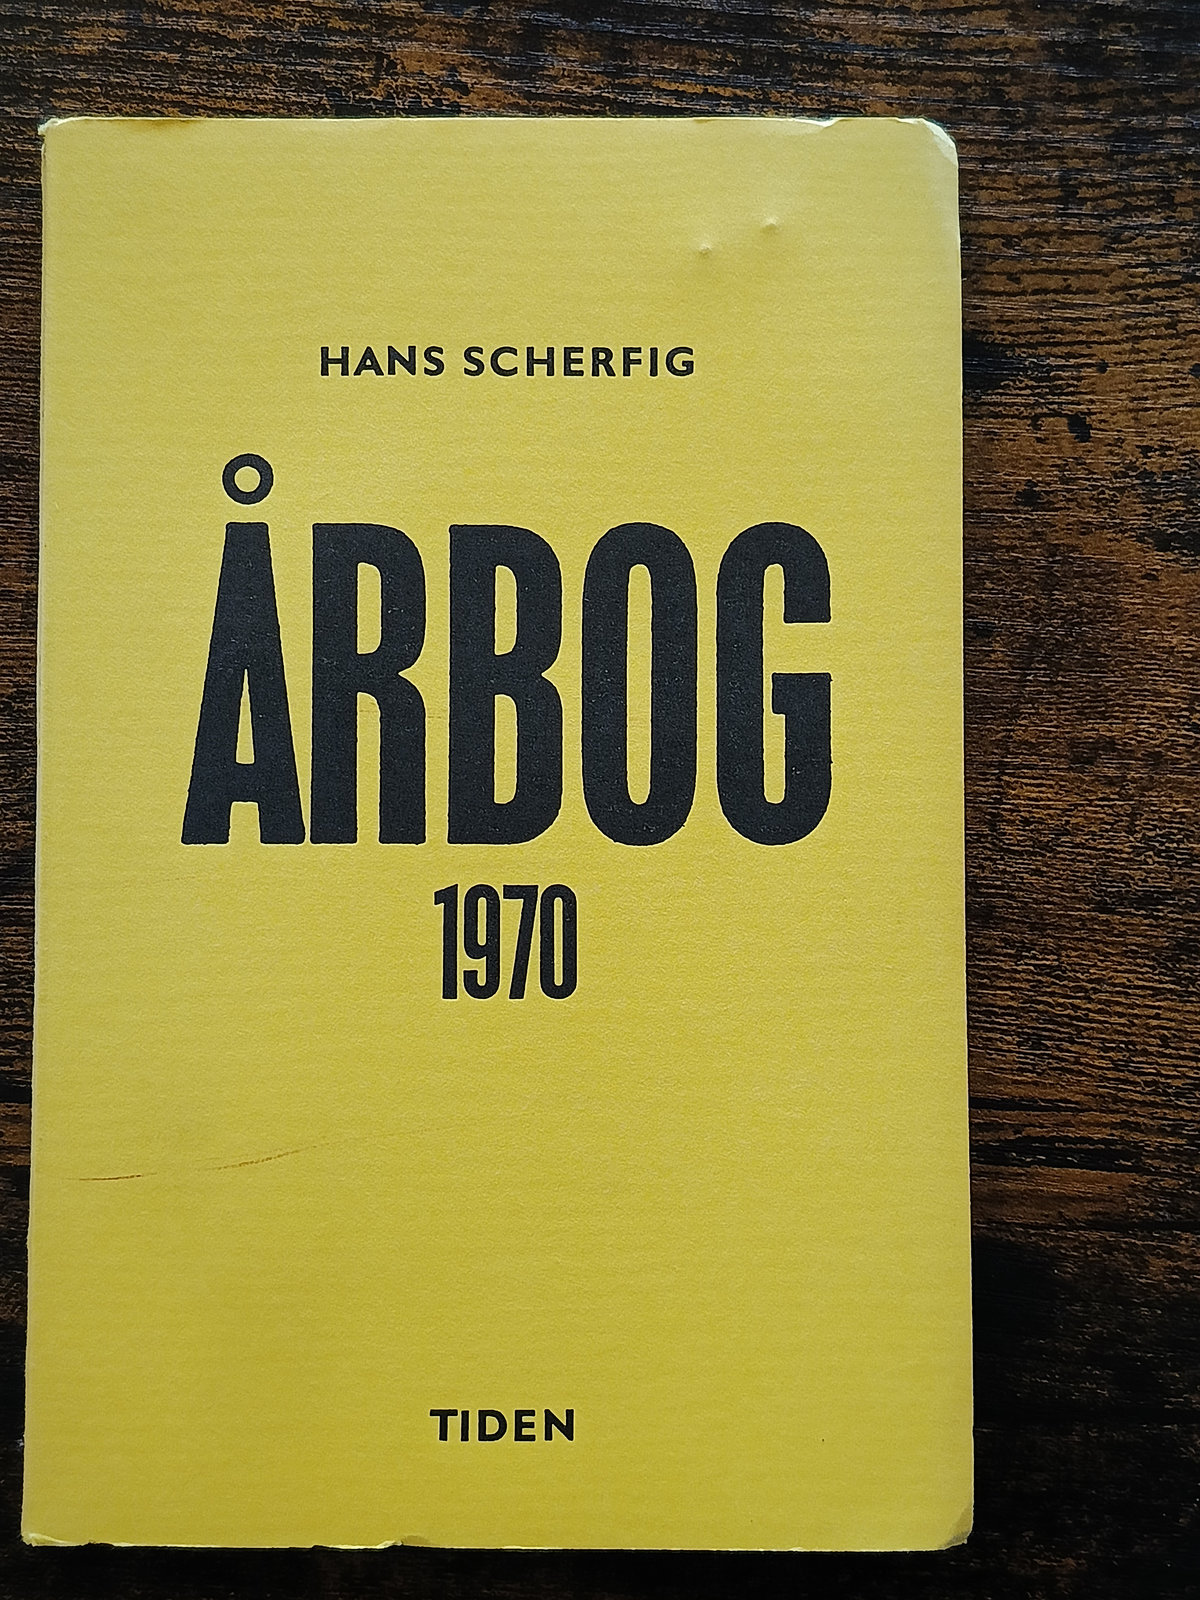 HANS SCHERFIG
ÅRBOG
1970
TIDEN